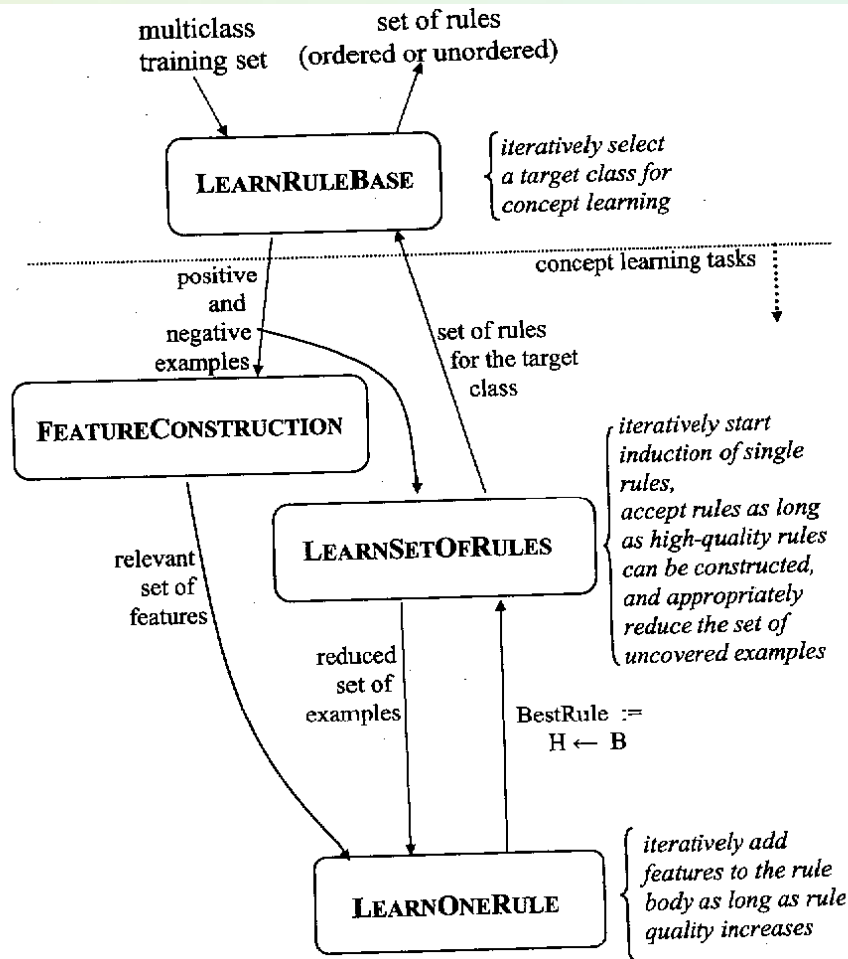 multiclass
training set
set of rules
(ordered or unordered)
LEARNRULEBASE
iteratively select
a target class for
concept learning
concept learning tasks
positive
and
negative
examples
set of rules
for the target
class
FEATURECONSTRUCTION
iteratively start
induction of single
rules,
accept rules as long
as high-quality rules
can be constructed,
and appropriately
reduce the set of
uncovered examples
LEARNSETOFRULES
relevant
set of
features
reduced
set of
examples
BestRule :=
H ← B
LEARNONERULE
iteratively add
features to the rule
body as long as rule
quality increases